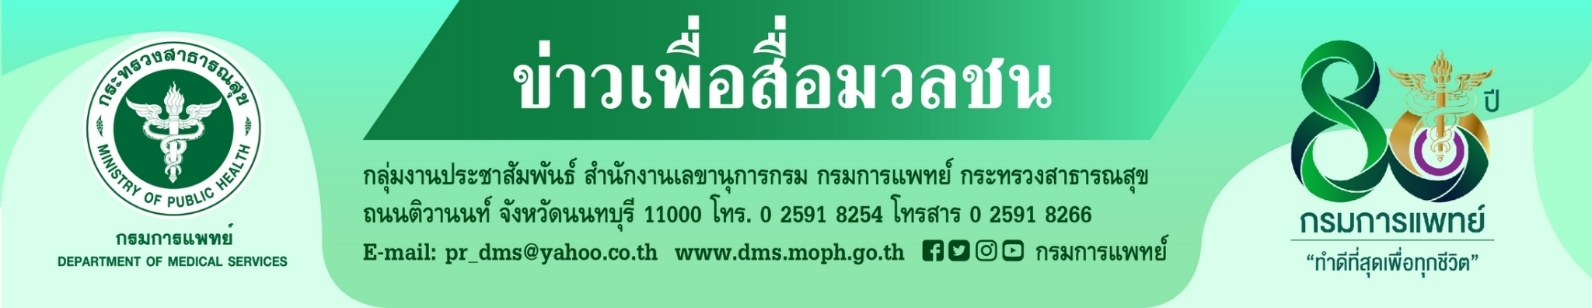 กระทรวงสาธารณสุข
MINISTRY OF PUBLIC HEALTH
กรมการแพทย์
DEPARTMENT OF MEDICAL SERVICES
ข่าวเพื่อสื่อมวลชน
กลุ่มงานประชาสัมพันธ์ สำนักงานเลขานุการกรม กรมการแพทย์ กระทรวงสาธารณสุข
ถนนติวานนท์ จังหวัดนนทบุรี 11000 โทร. 0 2591 8254 โทรสาร 0 2591 8266
E-mail: pr_dms@yahoo.co.th www.dms.moph.go.th กรมการแพทย์
80 ปี
กรมการแพทย์
“ทำดีที่สุดเพื่อทุกชีวิต”